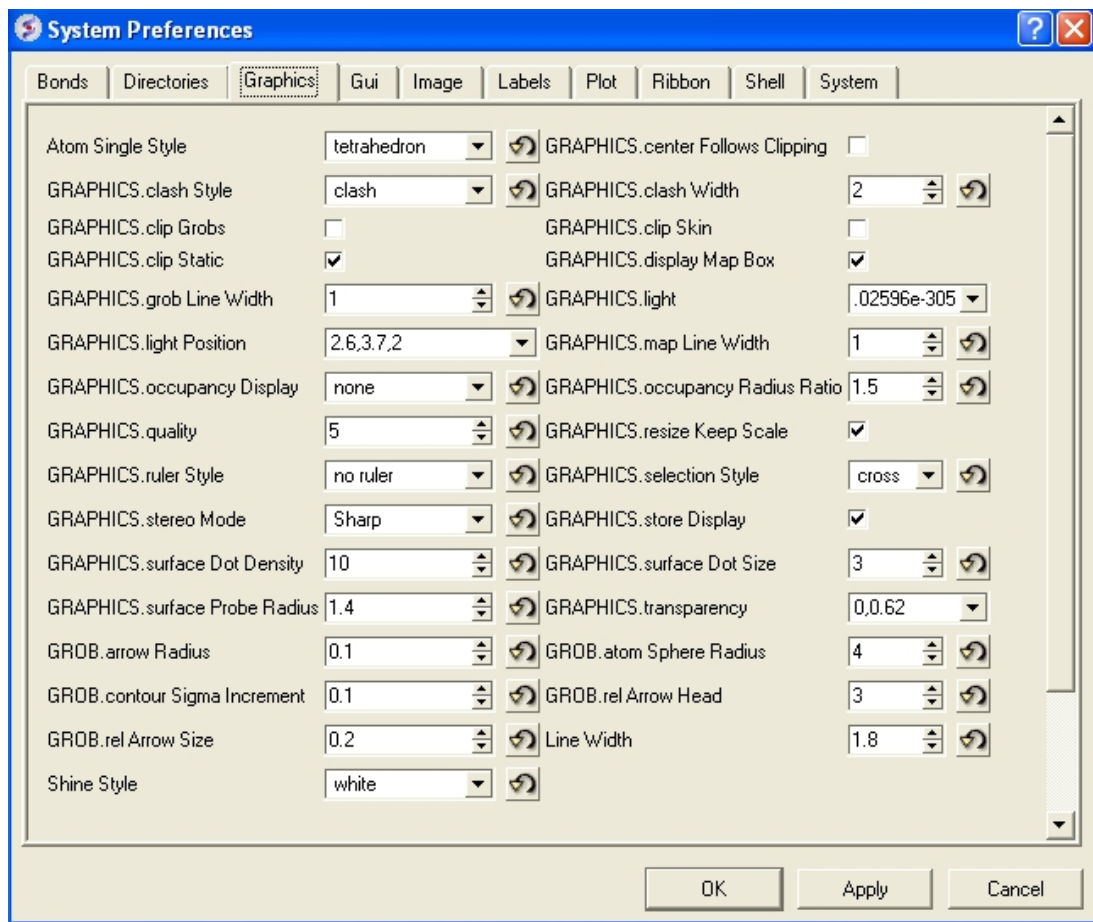 System Preferences
Bonds Directories Graphics Gui Image Labels Plot Ribbon Shell System
Atom Single Style tetrahedron GRAPHICS.center Follows Clipping
GRAPHICS.clash Style clash GRAPHICS.clash Width 2
GRAPHICS.clip Grobs GRAPHICS.clip Skin
GRAPHICS.clip Static GRAPHICS.display Map Box
GRAPHICS.grob Line Width 1 GRAPHICS.light .02596e-305
GRAPHICS.light Position 2.6,3.7,2 GRAPHICS.map Line Width 1
GRAPHICS.occupancy Display none GRAPHICS.occupancy Radius Ratio 1.5
GRAPHICS.quality 5 GRAPHICS.resize Keep Scale
GRAPHICS.ruler Style no ruler GRAPHICS.selection Style cross
GRAPHICS.stereo Mode Sharp GRAPHICS.store Display
GRAPHICS.surface Dot Density 10 GRAPHICS.surface Dot Size 3
GRAPHICS.surface Probe Radius 1.4 GRAPHICS.transparency 0,0.62
GROB.arrow Radius 0.1 GROB.atom Sphere Radius 4
GROB.contour Sigma Increment 0.1 GROB.rel Arrow Head 3
GROB.rel Arrow Size 0.2 Line Width 1.8
Shine Style white
OK Apply Cancel